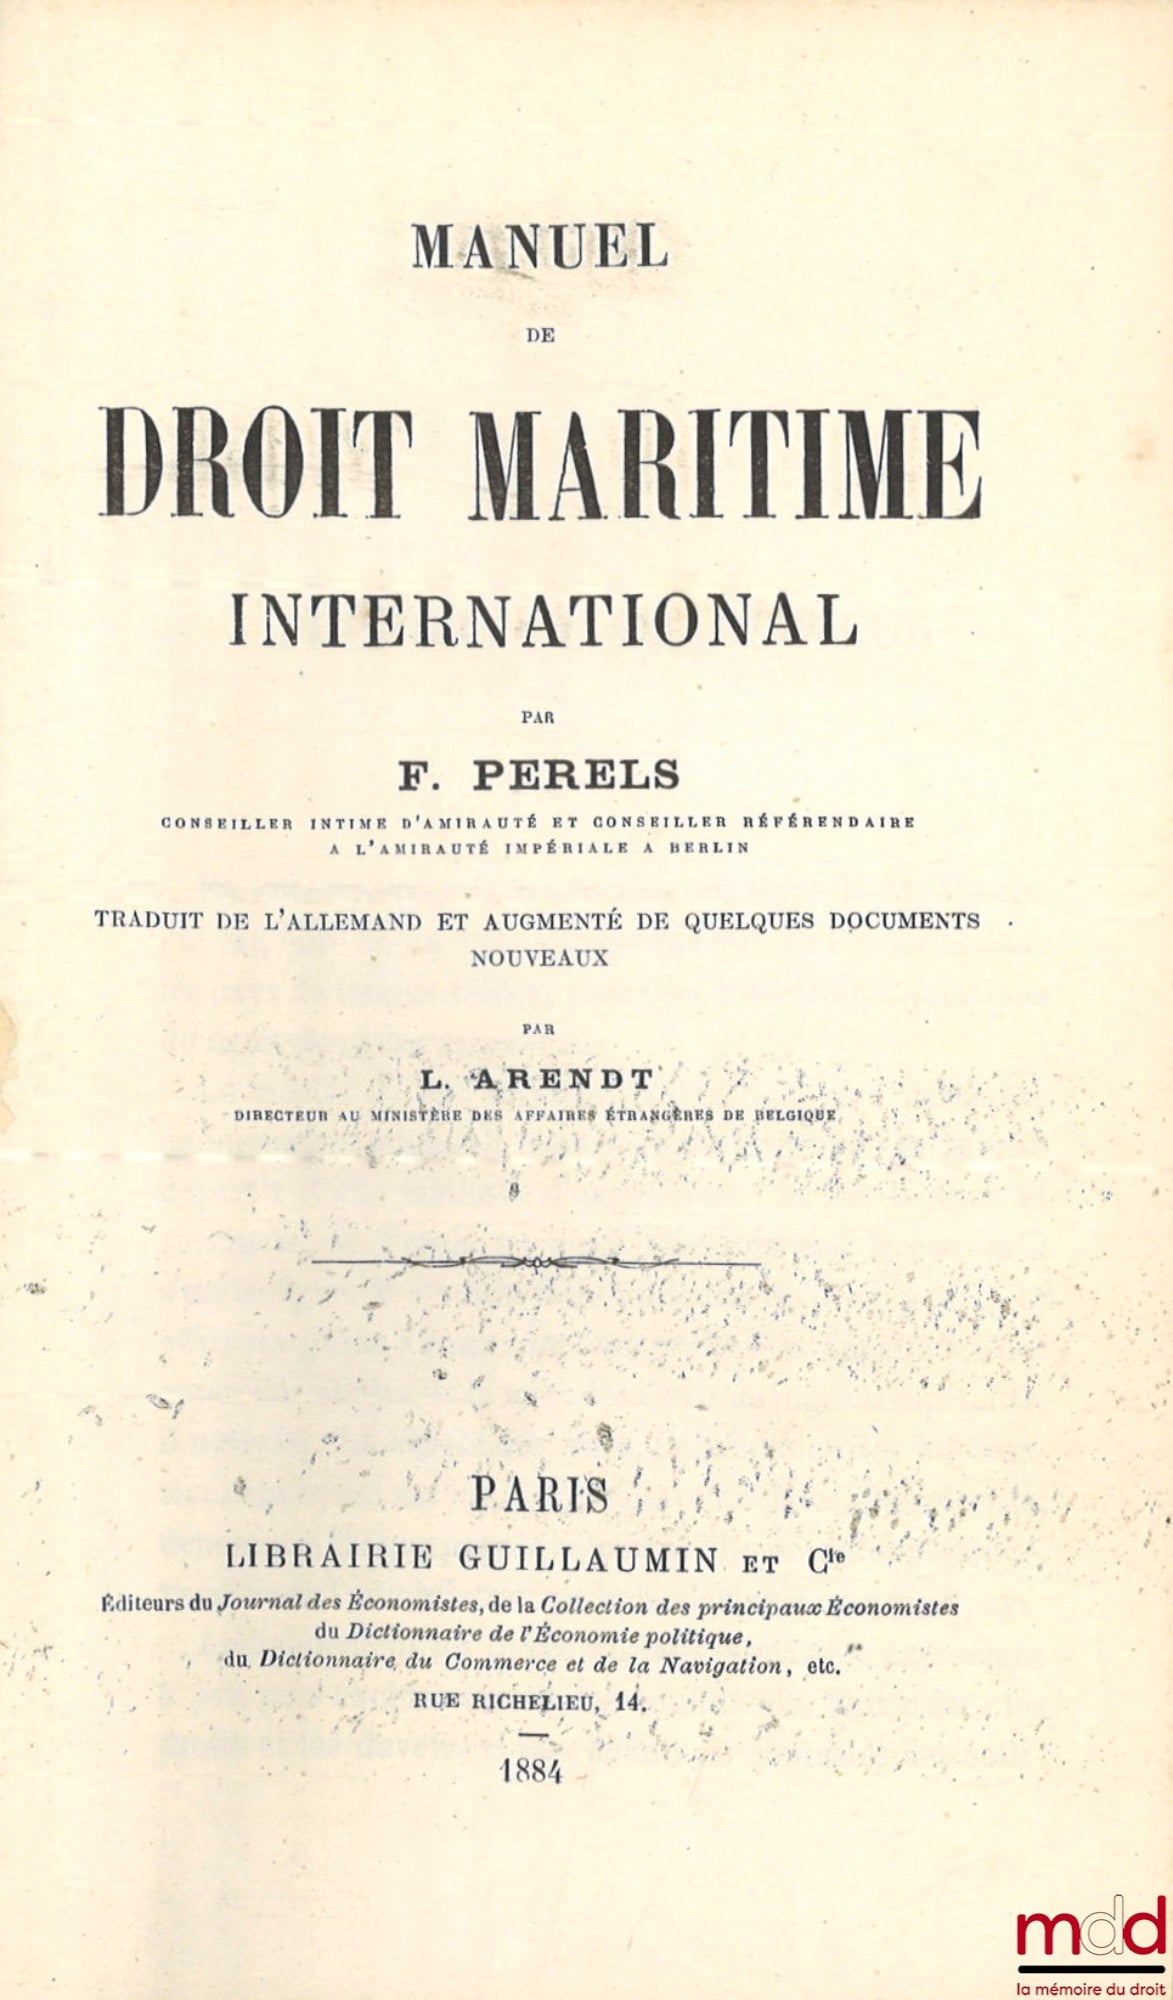 MANUEL
DE
DROIT MARITIME
INTERNATIONAL
PAR
F. PERELS
CONSEILLER INTIME D'AMIRAUTÉ ET CONSEILLER RÉFÉRENDAIRE
A L'AMIRAUTÉ IMPÉRIALE A BERLIN
TRADUIT DE L'ALLEMAND ET AUGMENTÉ DE QUELQUES DOCUMENTS
NOUVEAUX
PAR
L. ARENDT
DIRECTEUR AU MINISTÈRE DES AFFAIRES ÉTRANGÈRES DE BELGIQUE
PARIS
LIBRAIRIE GUILLAUMIN ET Cie
Éditeurs du Journal des Économistes, de la Collection des principaux Économistes
du Dictionnaire de l'Économie politique,
du Dictionnaire du Commerce et de la Navigation, etc.
RUE RICHELIEU, 14.
1884
mdd
la mémoire du droit